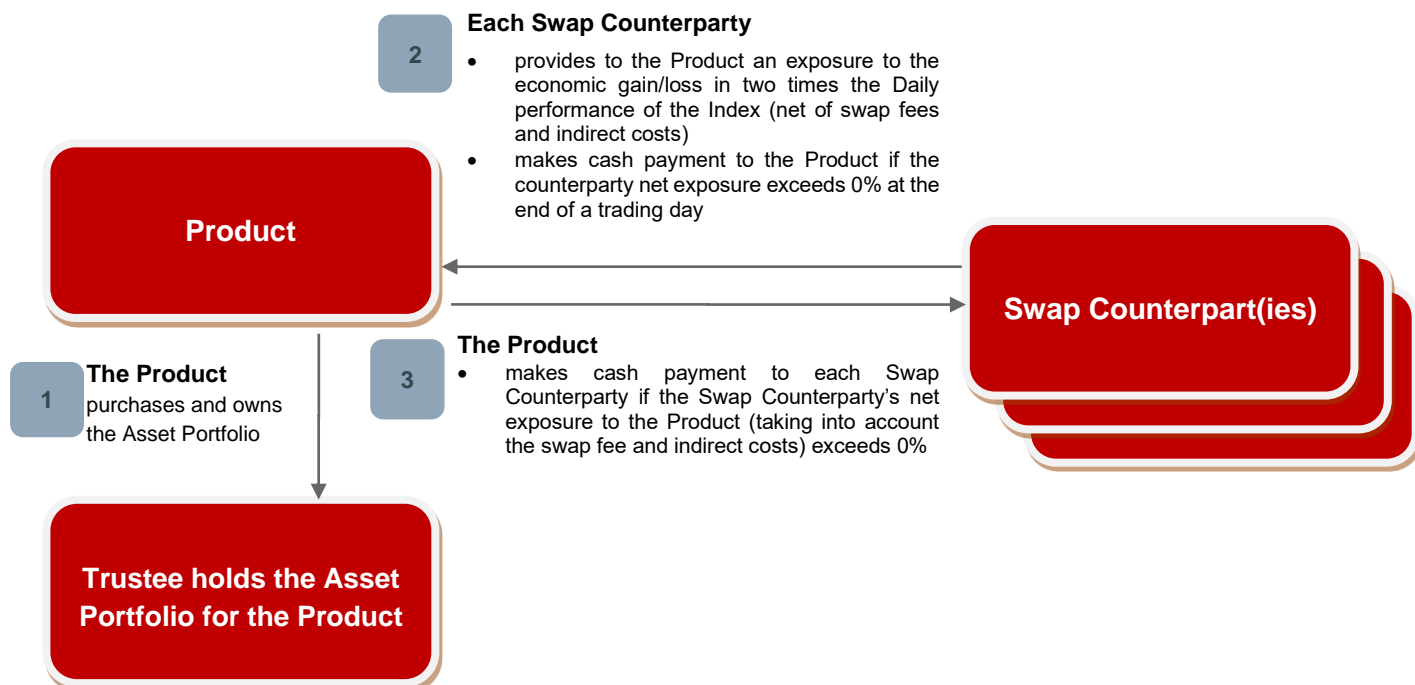 2
Each Swap Counterparty
• provides to the Product an exposure to the
economic gain/loss in two times the Daily
performance of the Index (net of swap fees
and indirect costs)
• makes cash payment to the Product if the
counterparty net exposure exceeds 0% at the
end of a trading day
Product
Swap Counterpart(ies)
1
The Product
purchases and owns
the Asset Portfolio
3
The Product
• makes cash payment to each Swap
Counterparty if the Swap Counterparty's net
exposure to the Product (taking into account
the swap fee and indirect costs) exceeds 0%
Trustee holds the Asset
Portfolio for the Product